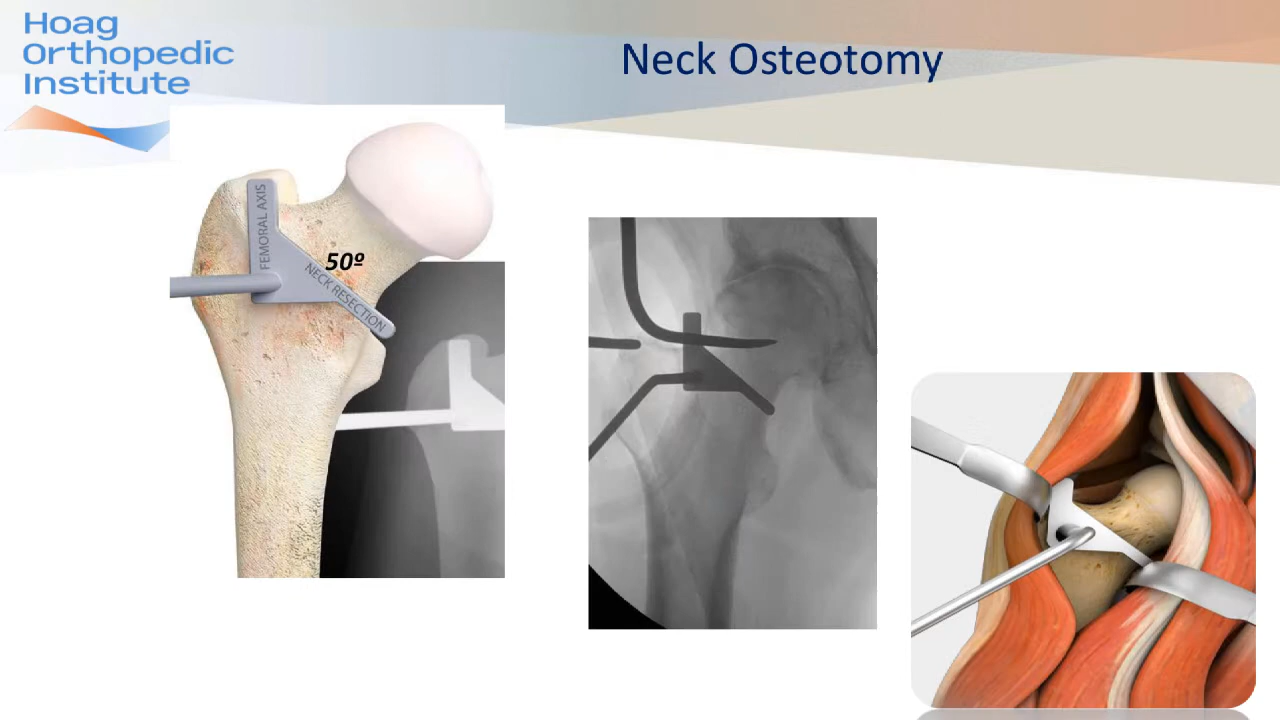 Hoag
Orthopedic
Institute
Neck Osteotomy
FEMORAL AXIS
50º
NECK RESECTION